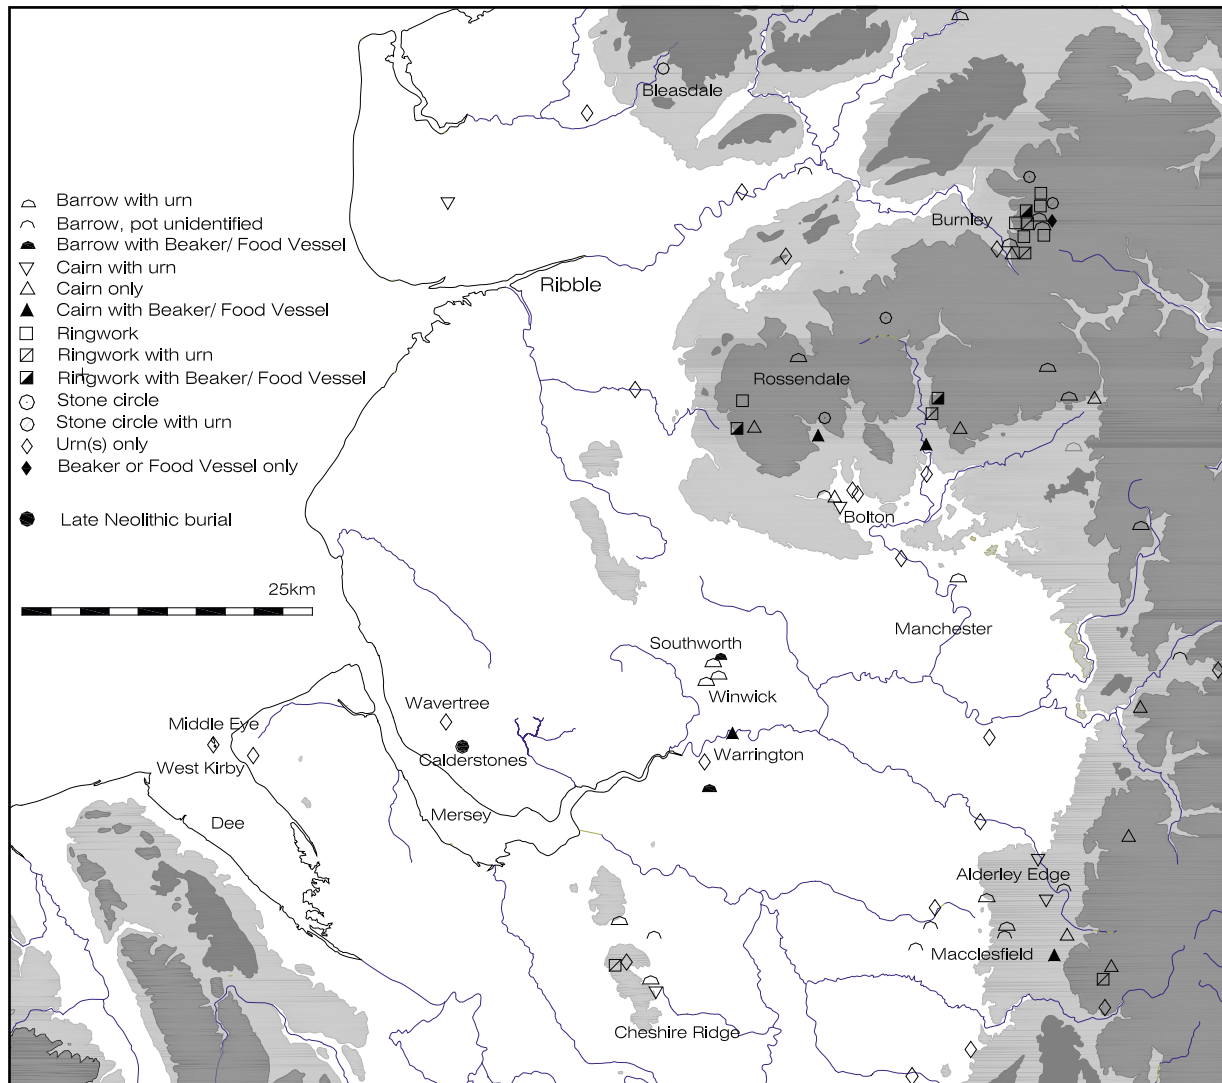 Bleasdale
Barrow with urn
Barrow, pot unidentified
Barrow with Beaker/ Food Vessel
Cairn with urn
Cairn only
Cairn with Beaker/ Food Vessel
Ringwork
Ringwork with urn
Ringwork with Beaker/ Food Vessel
Stone circle
Stone circle with urn
Urn(s) only
Beaker or Food Vessel only
Late Neolithic burial
25km
Burnley
Ribble
Rossendale
Bolton
Manchester
Southworth
Winwick
Wavertree
Middle Eye
Calderstones
Warrington
West Kirby
Mersey
Dee
Alderley Edge
Macclesfield
Cheshire Ridge